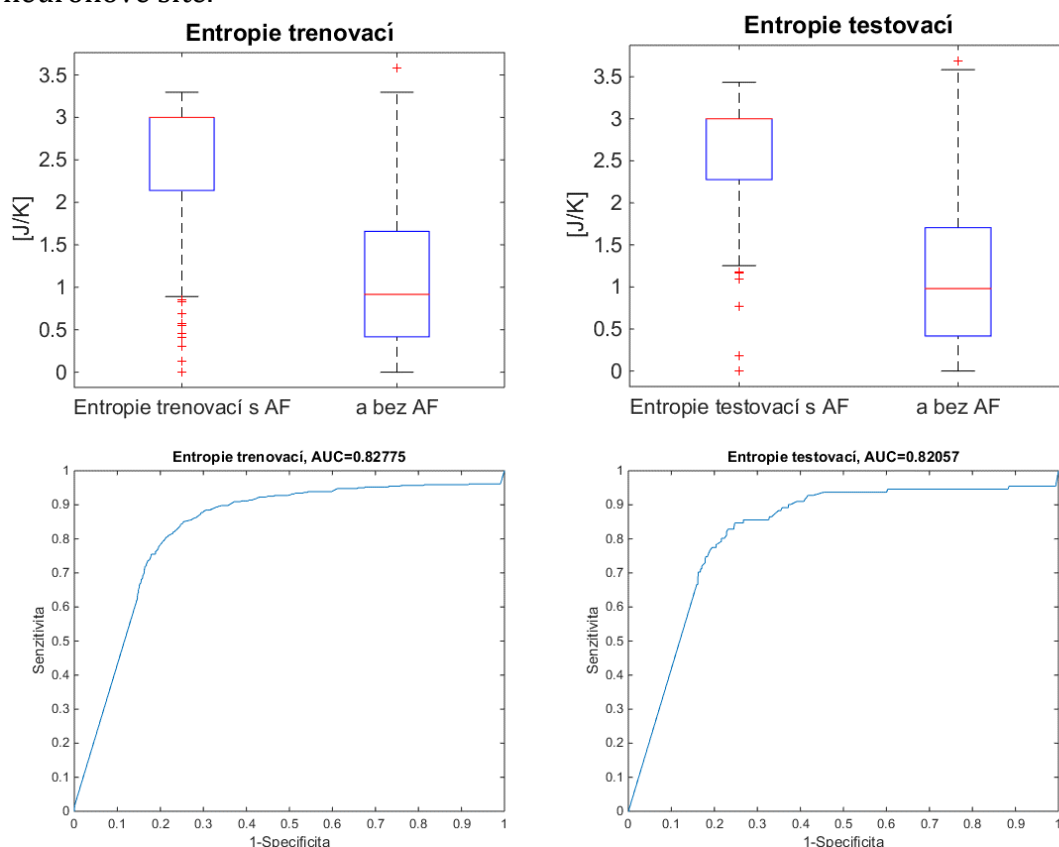 neuronové sítě.
Entropie trenovací
3.5
3
2.5
2
1.5
1
0.5
0
[J/K]
Entropie trenovací s AF
a bez AF
Entropie testovací
3.5
3
2.5
2
1.5
1
0.5
0
[J/K]
Entropie testovací s AF
a bez AF
Entropie trenovací, AUC=0.82775
1
0.9
0.8
0.7
0.6
0.5
0.4
0.3
0.2
0.1
0
Senzitivita
0 0.1 0.2 0.3 0.4 0.5 0.6 0.7 0.8 0.9 1
1-Specificita
Entropie testovací, AUC=0.82057
1
0.9
0.8
0.7
0.6
0.5
0.4
0.3
0.2
0.1
0
Senzitivita
0 0.1 0.2 0.3 0.4 0.5 0.6 0.7 0.8 0.9 1
1-Specificita